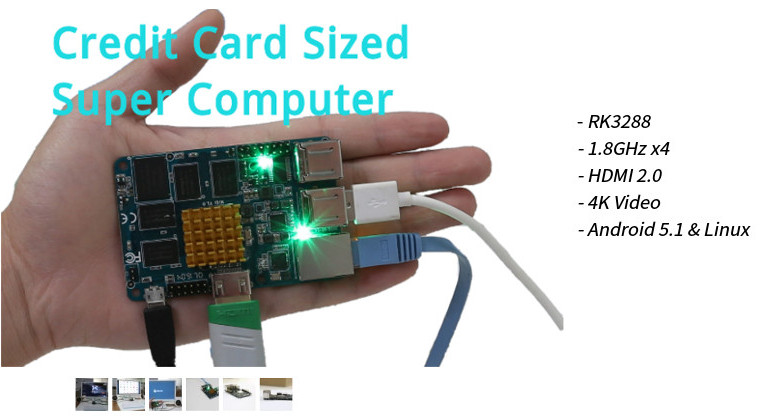 Credit Card Sized
Super Computer
- RK3288
- 1.8GHz x4
- HDMI 2.0
- 4K Video
- Android 5.1 & Linux